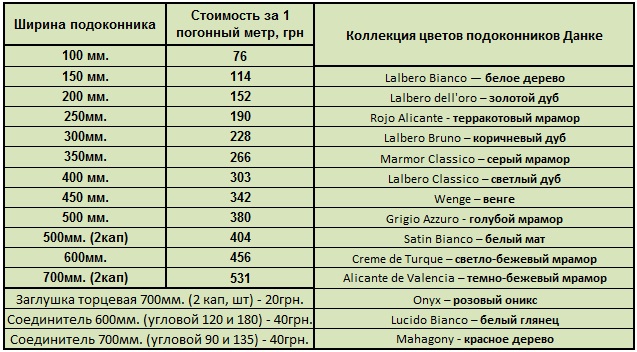 Ширина подоконника
Стоимость за 1
погонный метр, грн
Коллекция цветов подоконников Данке
100 мм.
76
150 мм.
114
Lalbero Bianco — белое дерево
200 мм.
152
Lalbero dell'oro – золотой дуб
250мм.
190
Rojo Alicante - терракотовый мрамор
300мм.
228
Lalbero Bruno – коричневый дуб
350мм.
266
Marmor Classico – серый мрамор
400 мм.
303
Lalbero Classico – светлый дуб
450 мм.
342
Wenge – венге
500 мм.
380
Grigio Azzuro - голубой мрамор
500мм. (2кап)
404
Satin Bianco – белый мат
600мм.
456
Creme de Turque – светло-бежевый мрамор
700мм. (2кап)
531
Alicante de Valencia – темно-бежевый мрамор
Заглушка торцевая 700мм. (2 кап, шт) - 20грн.
Onyx – розовый оникс
Соединитель 600мм. (угловой 120 и 180) - 40грн.
Lucido Bianco – белый глянец
Соединитель 700мм. (угловой 90 и 135) - 40грн.
Mahagony - красное дерево